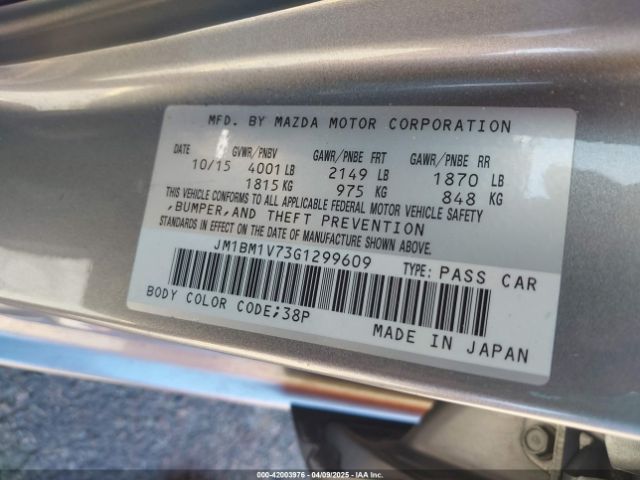 MFD. BY MAZDA MOTOR CORPORATION
DATE GVWR/PNBV GAWR/PNBE FRT GAWR/PNBE RR
10/15 4001 LB 2149 LB 1870 LB
1815 KG 975 KG 848 KG
THIS VEHICLE CONFORMS TO ALL APPLICABLE FEDERAL MOTOR VEHICLE SAFETY
,BUMPER,AND THEFT PREVENTION
STANDARDS IN EFFECT ON THE DATE OF MANUFACTURE SHOWN ABOVE.
JM1BM1V73G1299609
TYPE: PASS CAR
BODY COLOR CODE;38P
MADE IN JAPAN
000-42003976 | 04/09/2025 | IAA Inc.